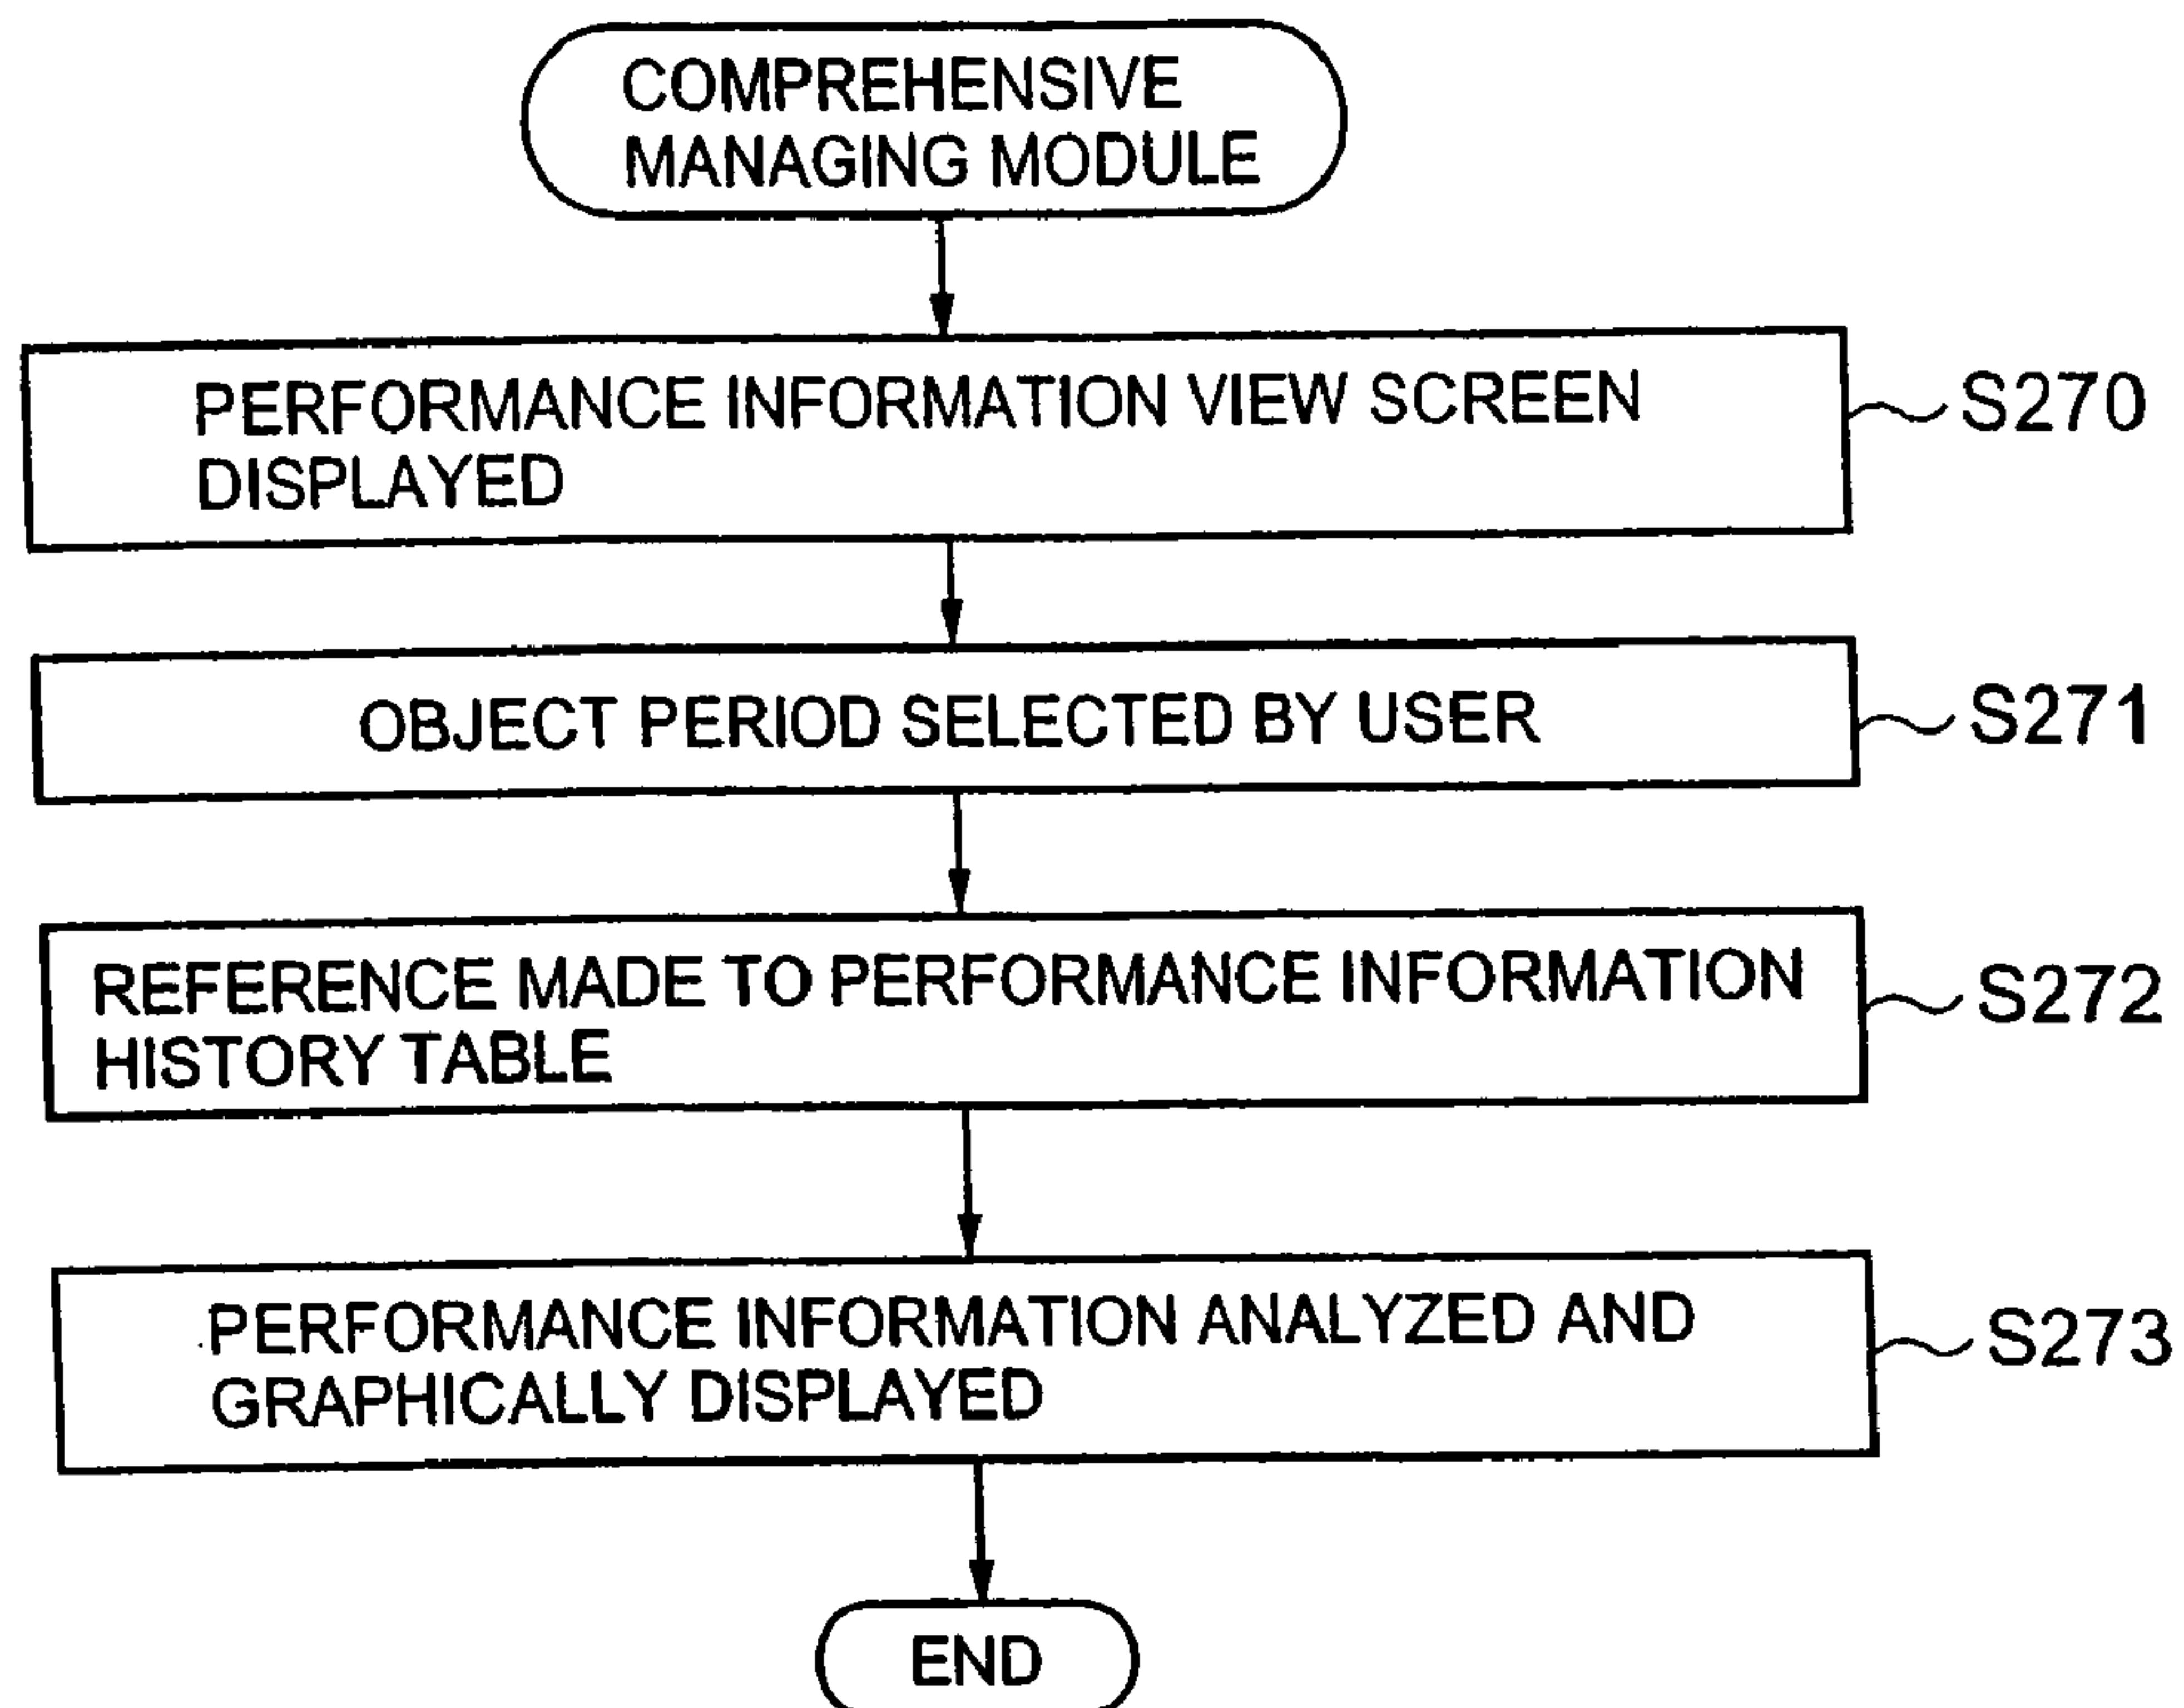 COMPREHENSIVE
MANAGING MODULE
PERFORMANCE INFORMATION VIEW SCREEN
DISPLAYED
S270
OBJECT PERIOD SELECTED BY USER
S271
REFERENCE MADE TO PERFORMANCE INFORMATION
HISTORY TABLE
S272
PERFORMANCE INFORMATION ANALYZED AND
GRAPHICALLY DISPLAYED
S273
END